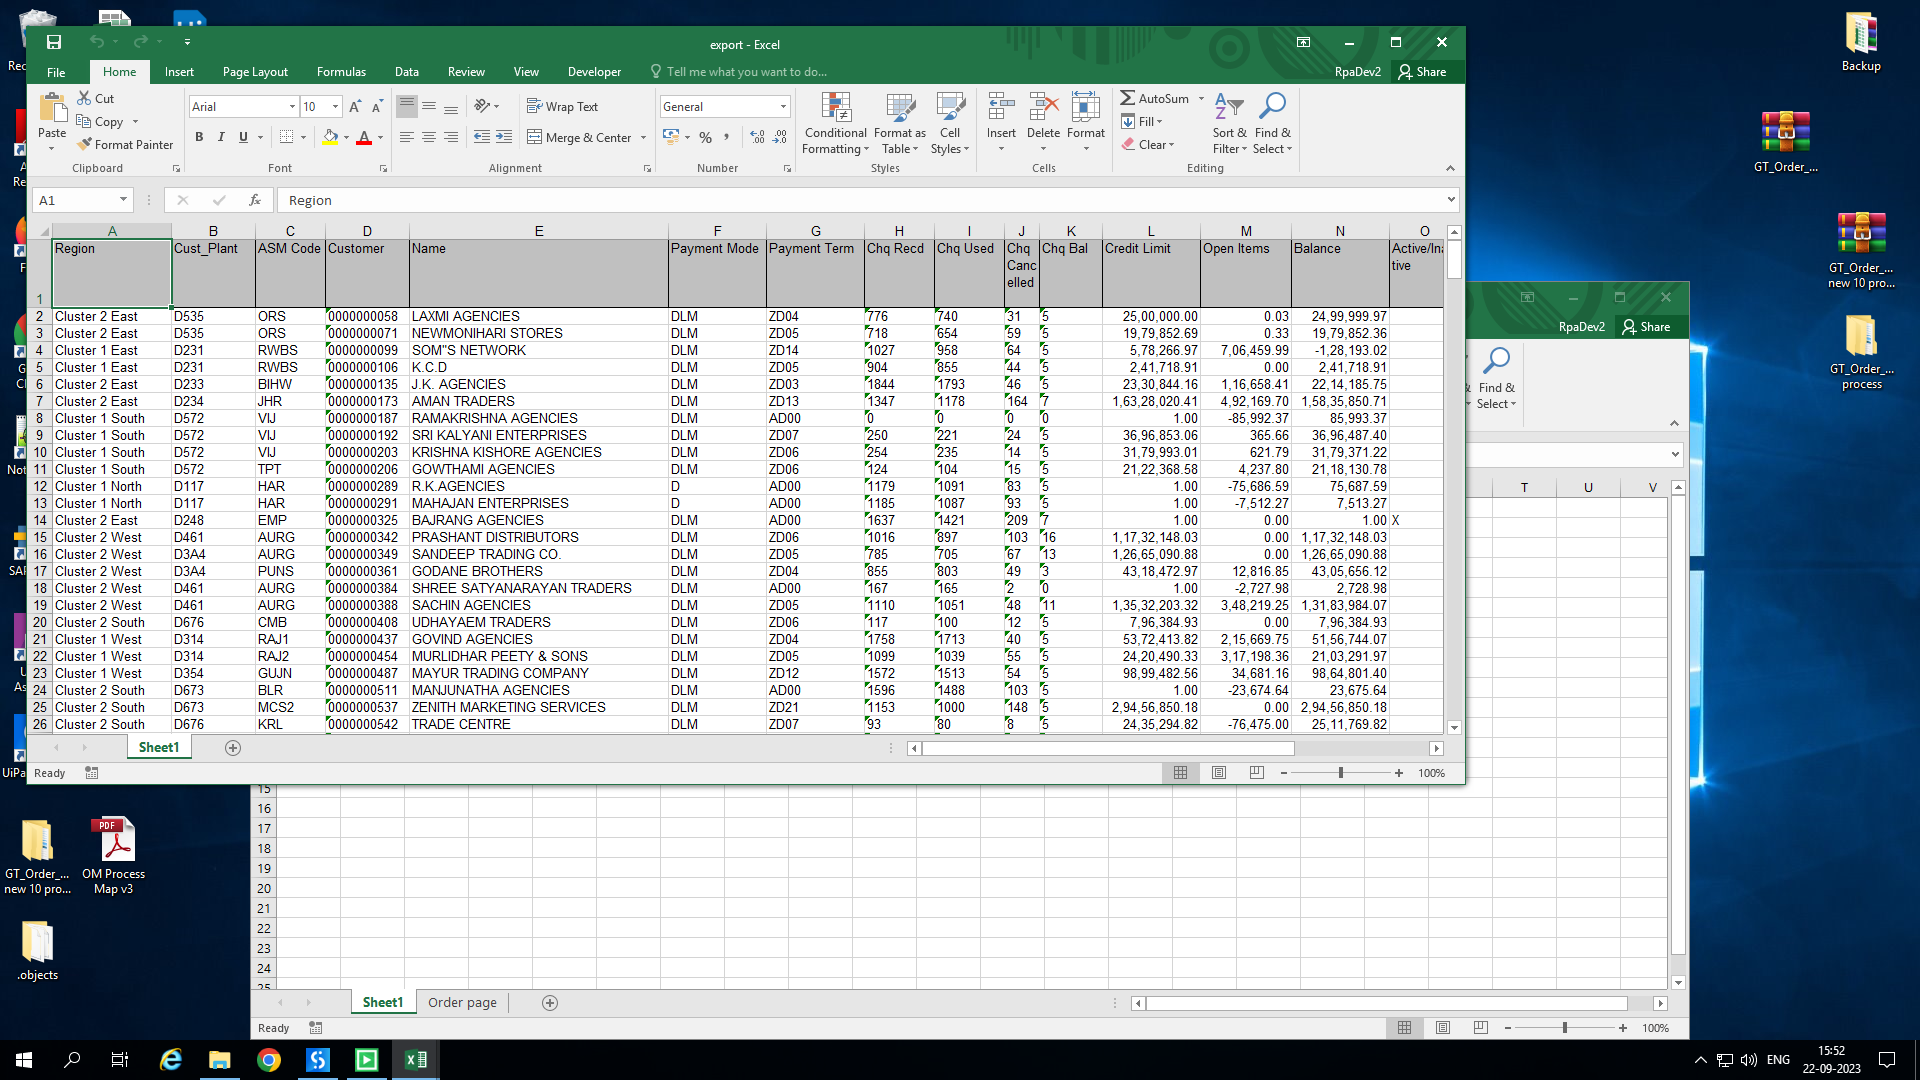 export - Excel
File Home Insert Page Layout Formulas Data Review View Developer Tell me what you want to do... RpaDev2 Share
Paste Cut Copy Format Painter Clipboard
Arial 10 B I U Font
Wrap Text Merge & Center Alignment
General % Number
Conditional Formatting Format as Table Cell Styles Styles
Insert Delete Format Cells
AutoSum Fill Clear Sort & Filter Find & Select Editing
A1 fx Region
A B C D E F G H I J K L M N O
1 Region Cust_Plant ASM Code Customer Name Payment Mode Payment Term Chq Recd Chq Used Chq Canc elled Chq Bal Credit Limit Open Items Balance
2 Cluster 2 East D535 ORS 0000000058 LAXMI AGENCIES DLM ZD04 776 740 31 5 25,00,000.00 0.03 24,99,999.97
3 Cluster 2 East D535 ORS 0000000071 NEWMONIHARI STORES DLM ZD05 718 654 59 5 19,79,852.69 0.33 19,79,852.36
4 Cluster 1 East D231 RWBS 0000000099 SOM"S NETWORK DLM ZD14 1027 958 64 5 5,78,266.97 7,06,459.99 -1,28,193.02
5 Cluster 1 East D231 RWBS 0000000106 K.C.D DLM ZD05 904 855 44 5 2,41,718.91 0.00 2,41,718.91
6 Cluster 2 East D233 BIHW 0000000135 J.K. AGENCIES DLM ZD03 1844 1793 46 5 23,30,844.16 1,16,658.41 22,14,185.75
7 Cluster 2 East D234 JHR 0000000173 AMAN TRADERS DLM ZD13 1347 1178 164 7 1,63,28,020.41 4,92,169.70 1,58,35,850.71
8 Cluster 1 South D572 VIJ 0000000187 RAMAKRISHNA AGENCIES DLM AD00 0 0 0 0 1.00 -85,992.37 85,993.37
9 Cluster 1 South D572 VIJ 0000000192 SRI KALYANI ENTERPRISES DLM ZD07 250 221 24 5 36,96,853.06 365.66 36,96,487.40
10 Cluster 1 South D572 VIJ 0000000203 KRISHNA KISHORE AGENCIES DLM ZD06 254 235 14 5 31,79,993.01 621.79 31,79,371.22
11 Cluster 1 South D572 TPT 0000000206 GOWTHAMI AGENCIES DLM ZD06 124 104 15 5 21,22,368.58 4,237.80 21,18,130.78
12 Cluster 1 North D117 HAR 0000000289 R.K.AGENCIES D AD00 1179 1091 83 5 1.00 -75,686.59 75,687.59
13 Cluster 1 North D117 HAR 0000000291 MAHAJAN ENTERPRISES D AD00 1185 1087 93 5 1.00 -7,512.27 7,513.27
14 Cluster 2 East D248 EMP 0000000325 BAJRANG AGENCIES DLM AD00 1637 1421 209 7 1.00 0.00 1.00 X
15 Cluster 2 West D461 AURG 0000000342 PRASHANT DISTRIBUTORS DLM ZD06 1016 897 103 16 1,17,32,148.03 0.00 1,17,32,148.03
16 Cluster 2 West D3A4 AURG 0000000349 SANDEEP TRADING CO. DLM ZD05 785 705 67 13 1,26,65,090.88 0.00 1,26,65,090.88
17 Cluster 2 West D3A4 PUNS 0000000361 GODANE BROTHERS DLM ZD04 855 803 49 3 43,18,472.97 12,816.85 43,05,656.12
18 Cluster 2 West D461 AURG 0000000384 SHREE SATYANARAYAN TRADERS DLM AD00 167 165 2 0 1.00 -2,727.98 2,728.98
19 Cluster 2 West D461 AURG 0000000388 SACHIN AGENCIES DLM ZD05 1110 1051 48 11 1,35,32,203.32 3,48,219.25 1,31,83,984.07
20 Cluster 2 South D676 CMB 0000000408 UDHAYAEM TRADERS DLM ZD06 117 100 12 5 7,96,384.93 0.00 7,96,384.93
21 Cluster 1 West D314 RAJ1 0000000437 GOVIND AGENCIES DLM ZD04 1758 1713 40 5 53,72,413.82 2,15,669.75 51,56,744.07
22 Cluster 1 West D314 RAJ2 0000000454 MURLIDHAR PEETY & SONS DLM ZD05 1099 1039 55 5 24,20,490.33 3,17,198.36 21,03,291.97
23 Cluster 1 West D354 GUJN 0000000487 MAYUR TRADING COMPANY DLM ZD12 1572 1513 54 5 98,99,482.56 34,681.16 98,64,801.40
24 Cluster 2 South D673 BLR 0000000511 MANJUNATHA AGENCIES DLM AD00 1596 1488 103 5 1.00 -23,674.64 23,675.64
25 Cluster 2 South D673 MCS2 0000000537 ZENITH MARKETING SERVICES DLM ZD21 1153 1000 148 5 2,94,56,850.18 0.00 2,94,56,850.18
26 Cluster 2 South D676 KRL 0000000542 TRADE CENTRE DLM ZD07 93 80 8 5 24,35,294.82 -76,475.00 25,11,769.82
Sheet1
Ready 100%
RpaDev2 Share
Find & Select
T U V
15
16
17
18
19
20
21
22
23
24
25
Sheet1 Order page
Ready 100%
GT_Order_... new 10 pro...
OM Process Map v3
.objects
Backup
GT_Order_...
GT_Order_... new 10 pro...
GT_Order_... process
ENG 15:52
22-09-2023